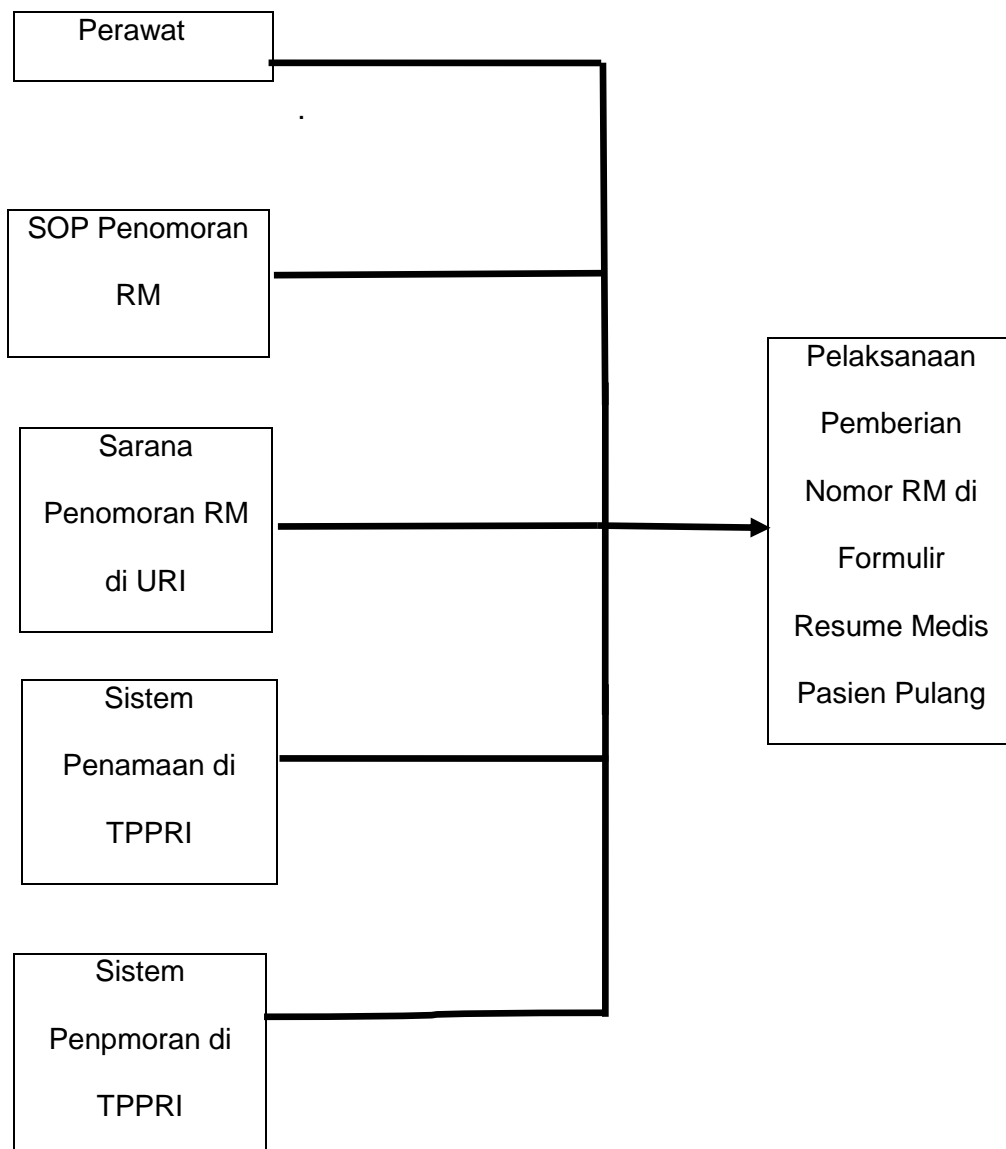 Perawat
.
SOP Penomoran
RM
Sarana
Penomoran RM
di URI
Sistem
Penamaan di
TPPRI
Sistem
Penpmoran di
TPPRI
Pelaksanaan
Pemberian
Nomor RM di
Formulir
Resume Medis
Pasien Pulang